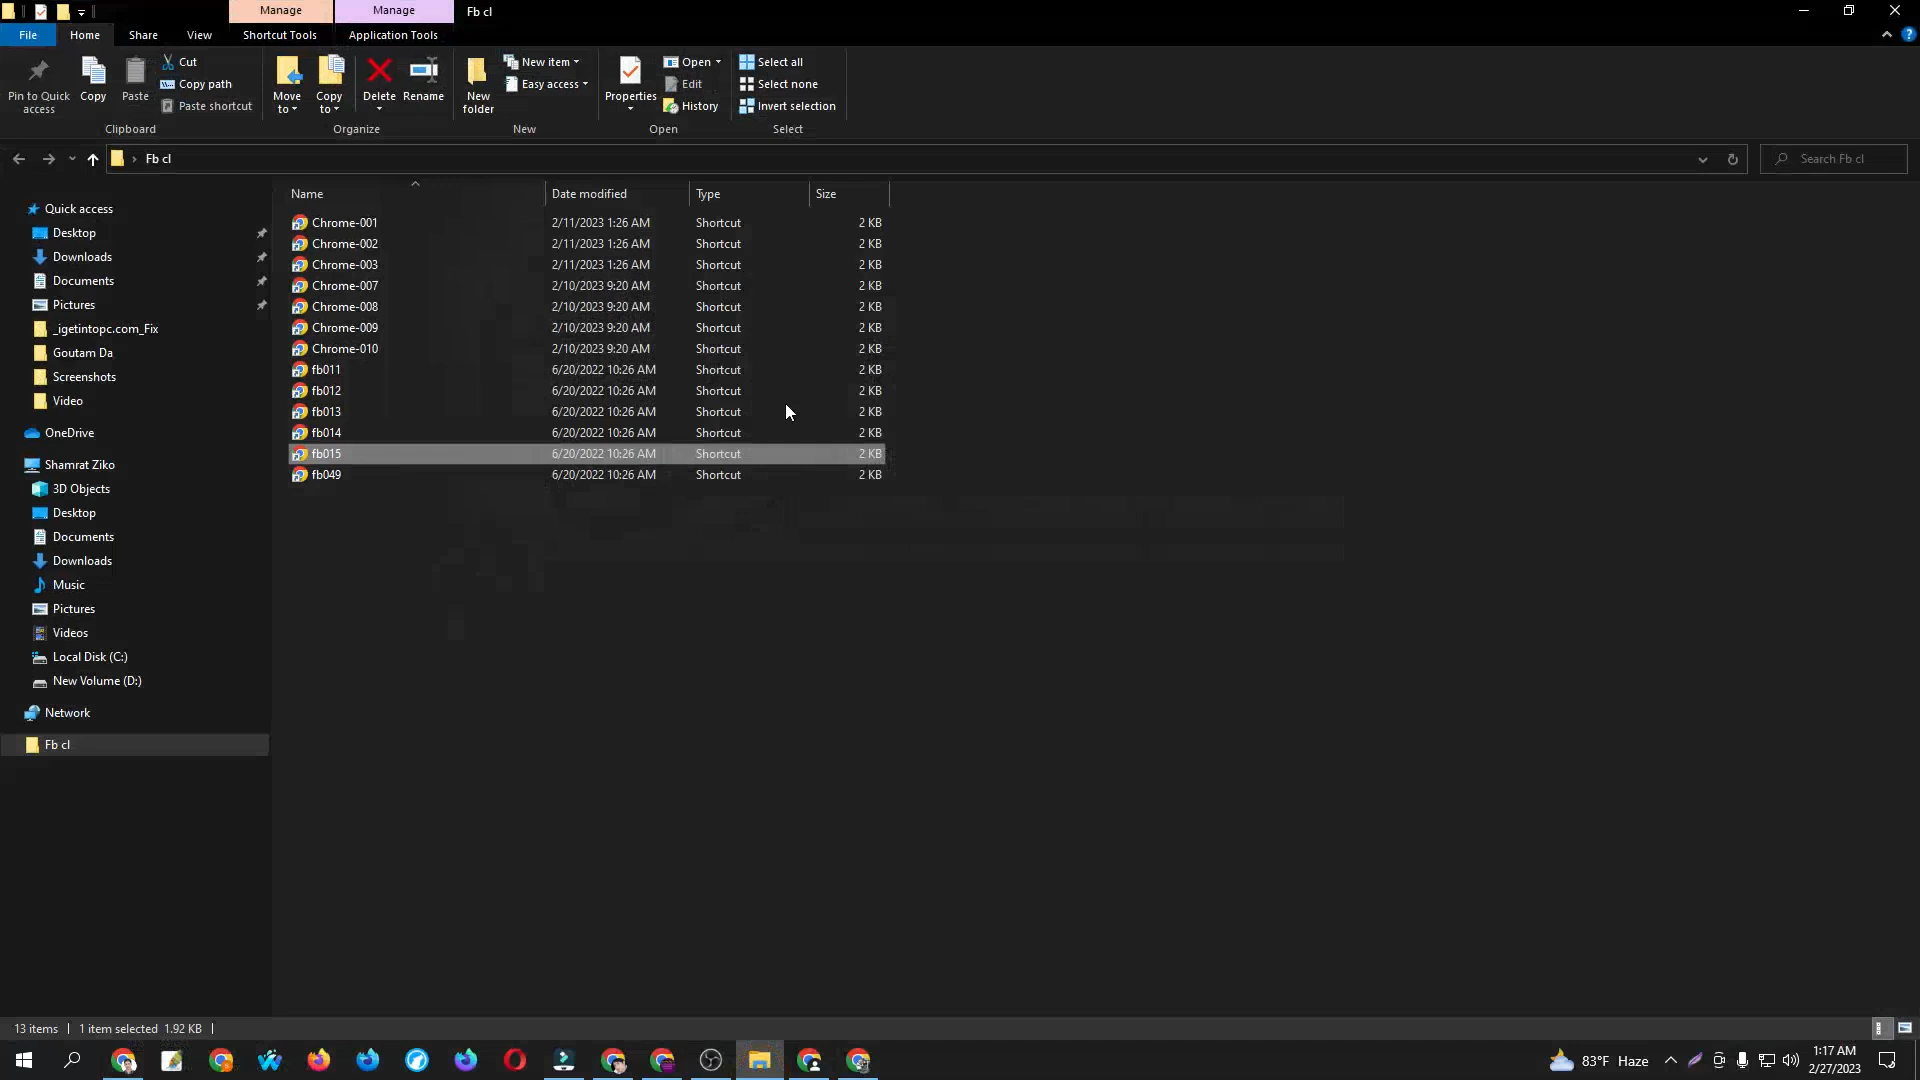 Manage Manage Fb cl
File Home Share View Shortcut Tools Application Tools
Pin to Quick access
Copy
Paste
Cut
Copy path
Paste shortcut
Clipboard
Move to
Copy to
Delete
Rename
Organize
New folder
New item
Easy access
New
Properties
Open
Edit
History
Open
Select all
Select none
Invert selection
Select
Fb cl
Search Fb cl
Name Date modified Type Size
Chrome-001 2/11/2023 1:26 AM Shortcut 2 KB
Chrome-002 2/11/2023 1:26 AM Shortcut 2 KB
Chrome-003 2/11/2023 1:26 AM Shortcut 2 KB
Chrome-007 2/10/2023 9:20 AM Shortcut 2 KB
Chrome-008 2/10/2023 9:20 AM Shortcut 2 KB
Chrome-009 2/10/2023 9:20 AM Shortcut 2 KB
Chrome-010 2/10/2023 9:20 AM Shortcut 2 KB
fb011 6/20/2022 10:26 AM Shortcut 2 KB
fb012 6/20/2022 10:26 AM Shortcut 2 KB
fb013 6/20/2022 10:26 AM Shortcut 2 KB
fb014 6/20/2022 10:26 AM Shortcut 2 KB
fb015 6/20/2022 10:26 AM Shortcut 2 KB
fb049 6/20/2022 10:26 AM Shortcut 2 KB
Quick access
Desktop
Downloads
Documents
Pictures
_igetintopc.com_Fix
Goutam Da
Screenshots
Video
OneDrive
Shamrat Ziko
3D Objects
Desktop
Documents
Downloads
Music
Pictures
Videos
Local Disk (C:)
New Volume (D:)
Network
Fb cl
13 items 1 item selected 1.92 KB
83°F Haze
1:17 AM
2/27/2023